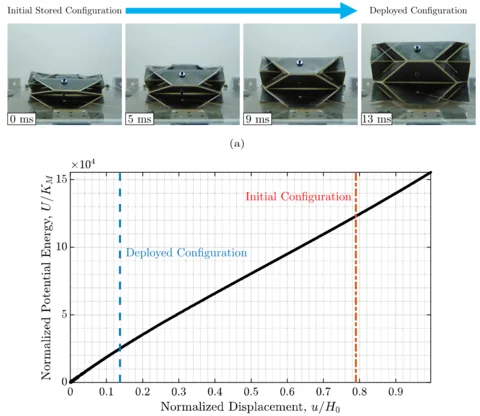 Initial Stored Configuration
Deployed Configuration
0 ms
5 ms
9 ms
13 ms
(a)
×10⁴
15
10
5
0
Normalized Potential Energy, U/K_M
Initial Configuration
Deployed Configuration
0 0.1 0.2 0.3 0.4 0.5 0.6 0.7 0.8 0.9
Normalized Displacement, u/H₀